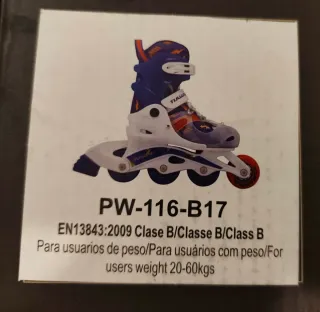 PW-116-B17
EN13843:2009 Clase B/Classe B/Class B
Para usuarios de peso/Para usuários com peso/For
users weight 20-60kgs